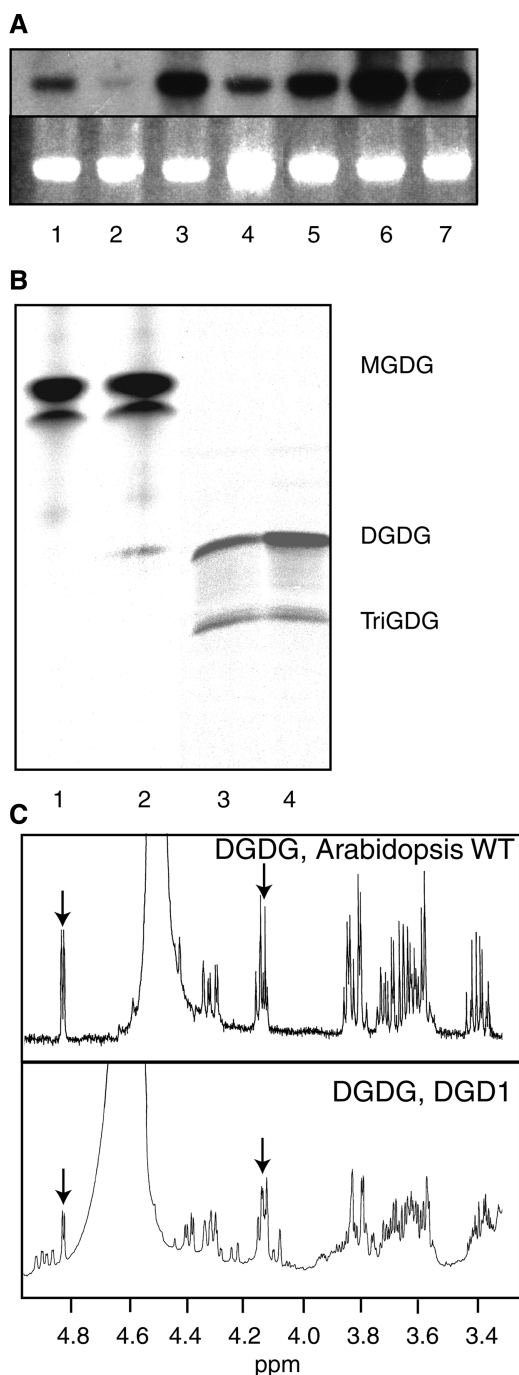 A
1 2 3 4 5 6 7
B
MGDG
DGDG
TriGDG
1 2 3 4
C
DGDG, Arabidopsis WT
DGDG, DGD1
4.8 4.6 4.4 4.2 4.0 3.8 3.6 3.4
ppm